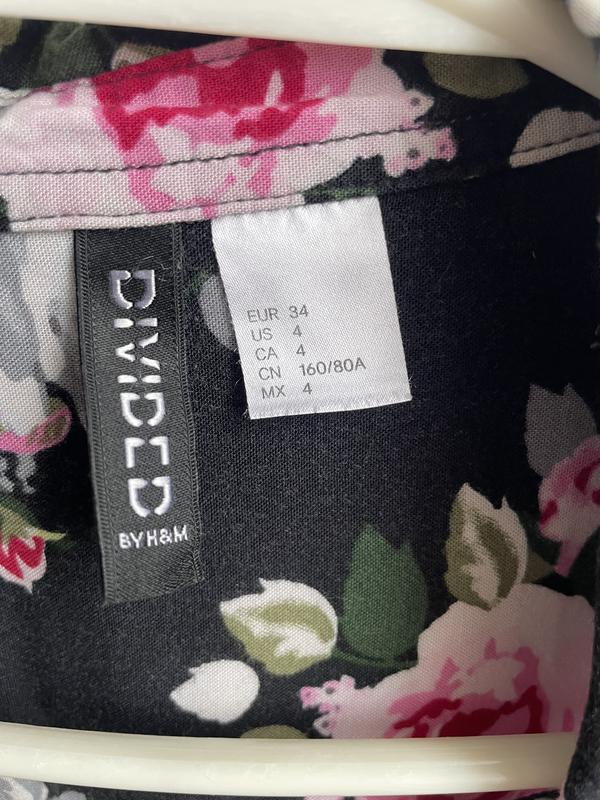 DIVIDED
BY H&M
EUR 34
US 4
CA 4
CN 160/80A
MX 4